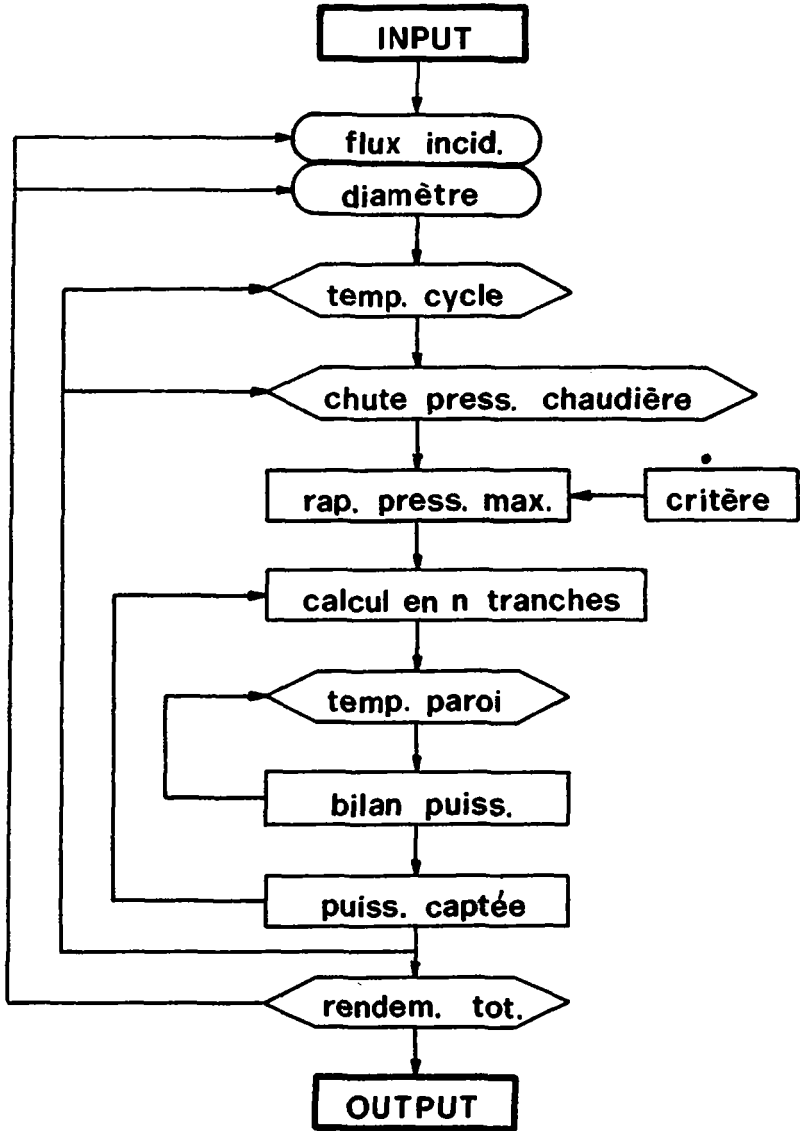 INPUT
flux incid.
diamètre
temp. cycle
chute press. chaudière
rap. press. max.
critère
calcul en n tranches
temp. paroi
bilan puiss.
puiss. captée
rendem. tot.
OUTPUT